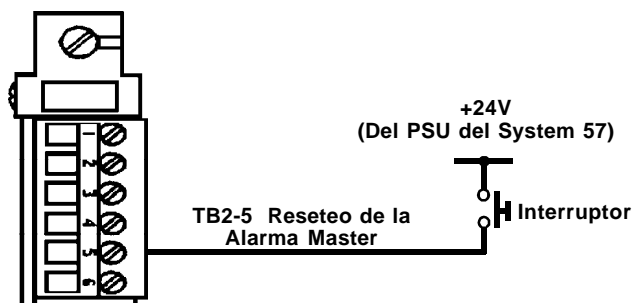 +24V
(Del PSU del System 57)
1
2
3
4
5
6
TB2-5 Reseteo de la
Alarma Master
Interruptor